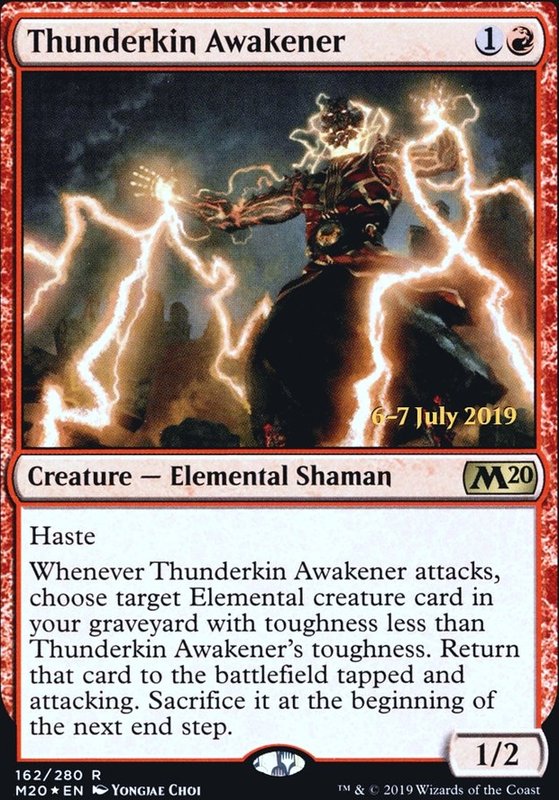 Thunderkin Awakener 1
6–7 July 2019
Creature — Elemental Shaman M20
Haste
Whenever Thunderkin Awakener attacks,
choose target Elemental creature card in
your graveyard with toughness less than
Thunderkin Awakener's toughness. Return
that card to the battlefield tapped and
attacking. Sacrifice it at the beginning of
the next end step.
1/2
162/280 R
M20 ★ EN Yongjae Choi ™ & © 2019 Wizards of the Coast